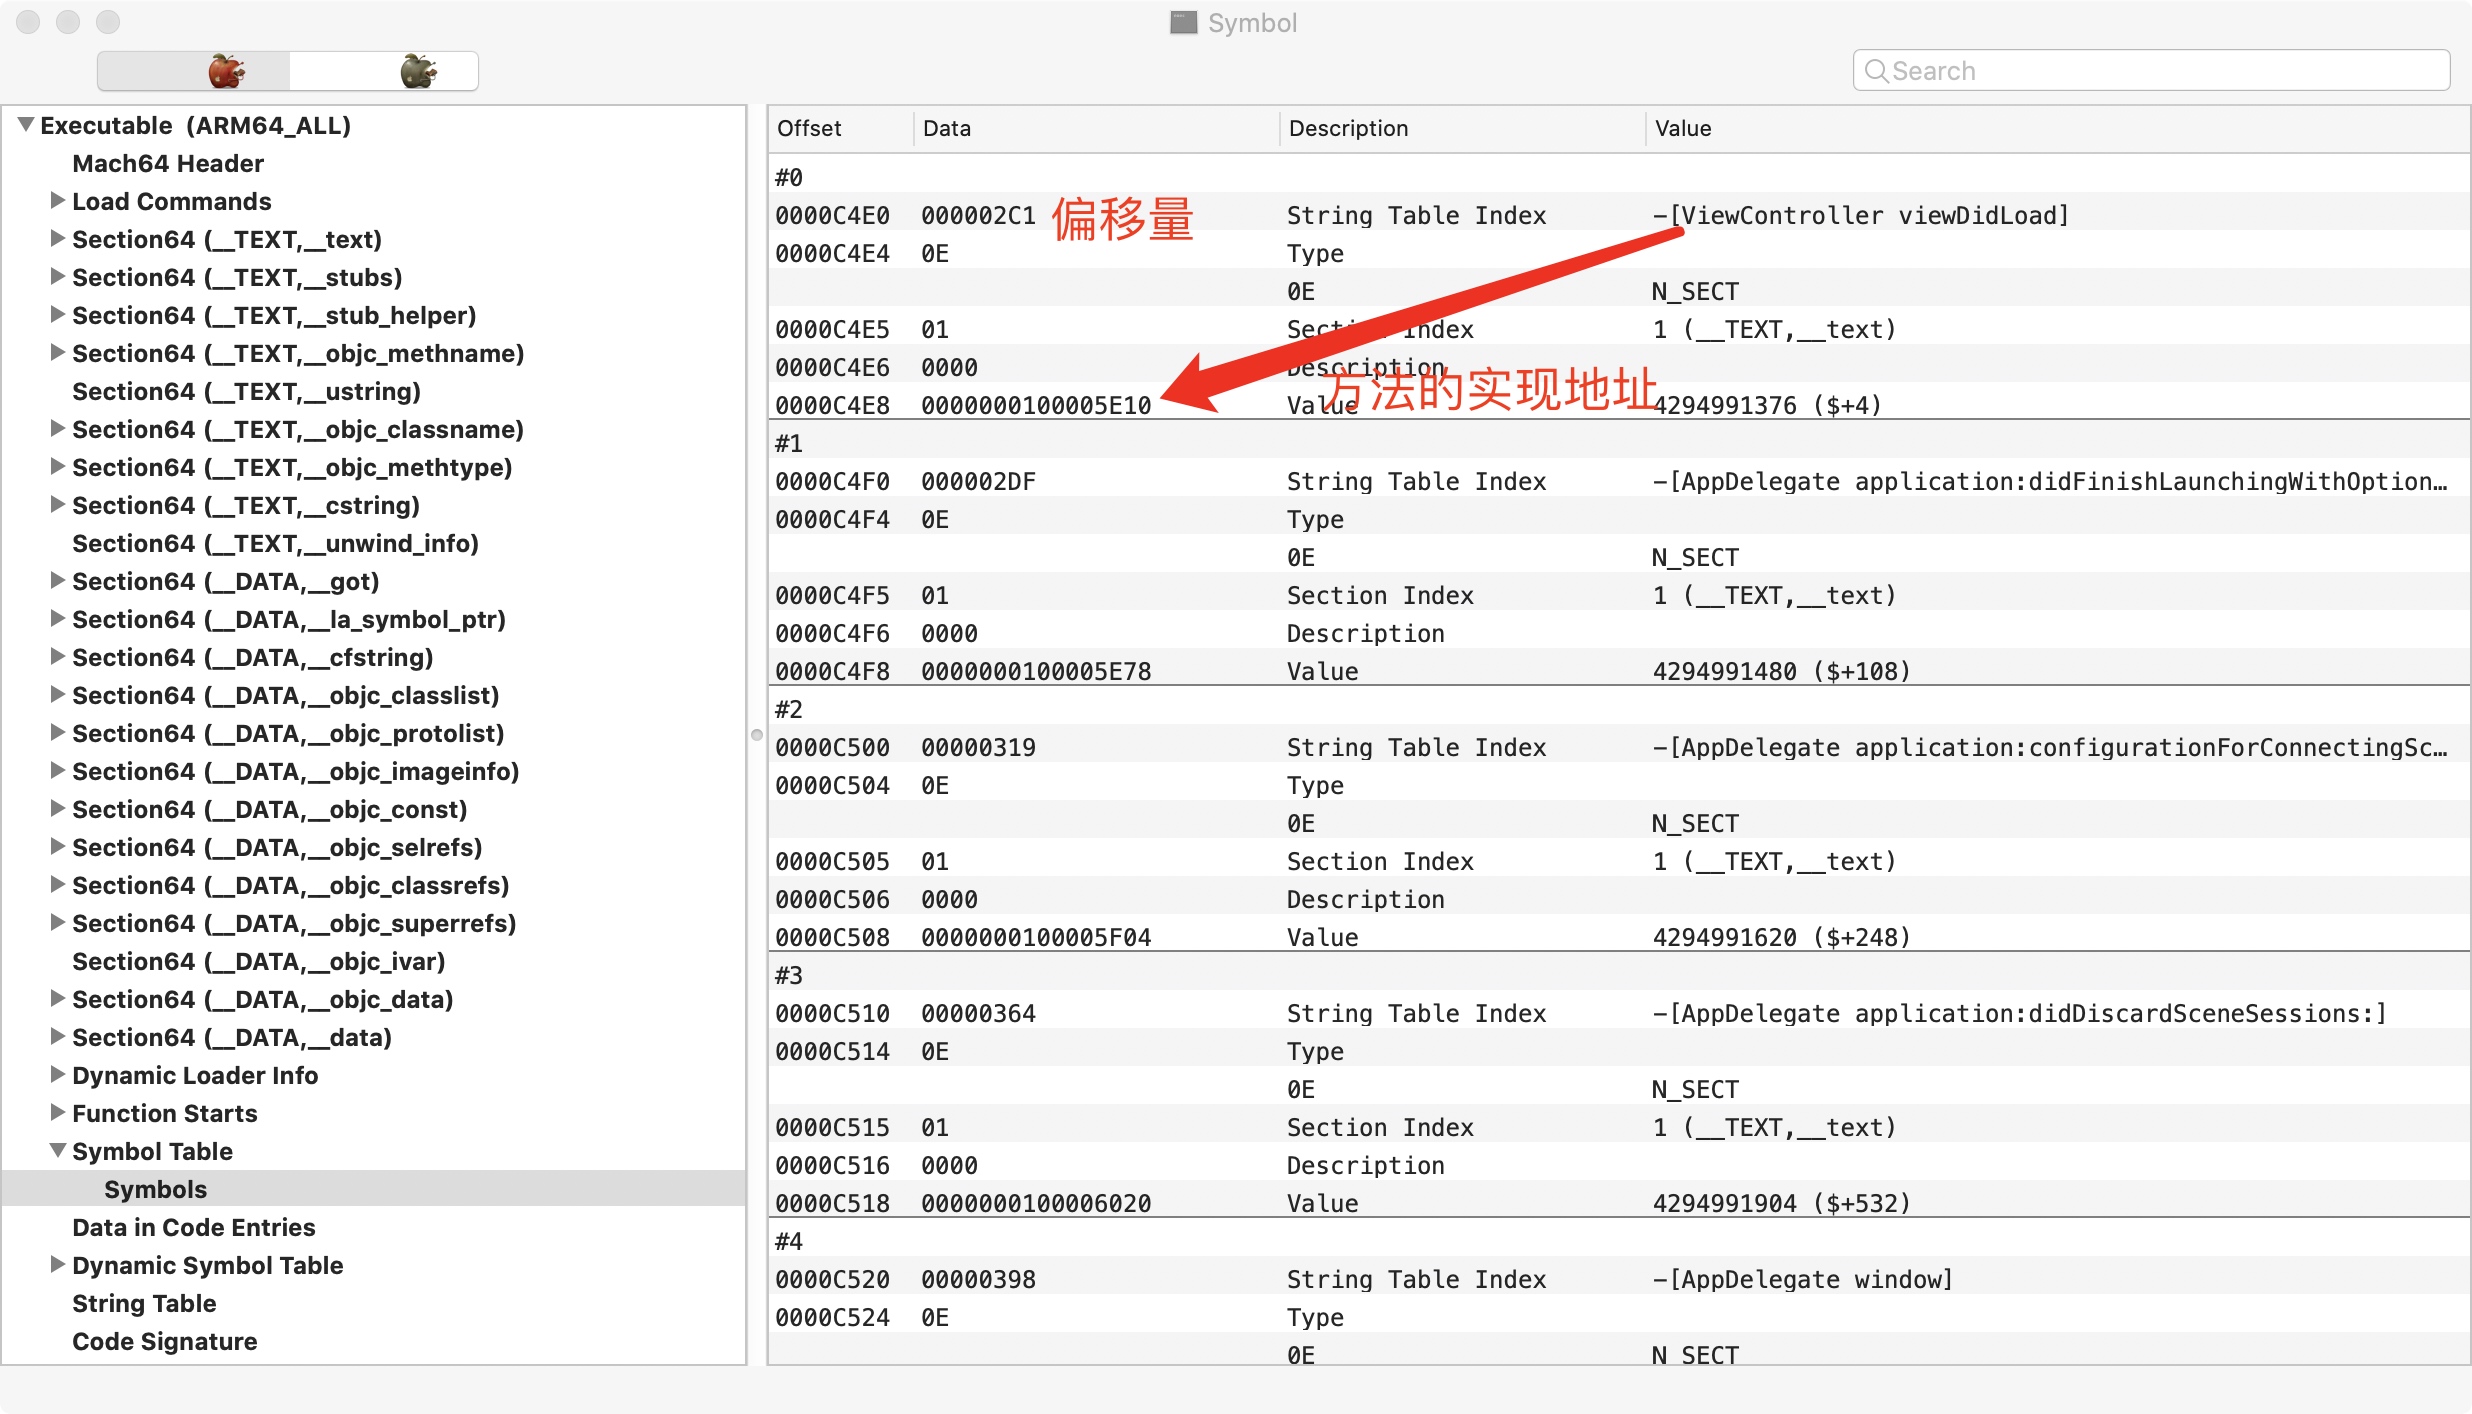 Symbol
Search
Executable (ARM64_ALL)
Mach64 Header
Load Commands
Section64 (__TEXT,__text)
Section64 (__TEXT,__stubs)
Section64 (__TEXT,__stub_helper)
Section64 (__TEXT,__objc_methname)
Section64 (__TEXT,__ustring)
Section64 (__TEXT,__objc_classname)
Section64 (__TEXT,__objc_methtype)
Section64 (__TEXT,__cstring)
Section64 (__TEXT,__unwind_info)
Section64 (__DATA,__got)
Section64 (__DATA,__la_symbol_ptr)
Section64 (__DATA,__cfstring)
Section64 (__DATA,__objc_classlist)
Section64 (__DATA,__objc_protolist)
Section64 (__DATA,__objc_imageinfo)
Section64 (__DATA,__objc_const)
Section64 (__DATA,__objc_selrefs)
Section64 (__DATA,__objc_classrefs)
Section64 (__DATA,__objc_superrefs)
Section64 (__DATA,__objc_ivar)
Section64 (__DATA,__objc_data)
Section64 (__DATA,__data)
Dynamic Loader Info
Function Starts
Symbol Table
Symbols
Data in Code Entries
Dynamic Symbol Table
String Table
Code Signature
Offset Data Description Value
#0
0000C4E0 000002C1 偏移量 String Table Index -[ViewController viewDidLoad]
0000C4E4 0E Type
0E N_SECT
0000C4E5 01 Section Index 1 (__TEXT,__text)
0000C4E6 0000 Description
方法的实现地址
0000C4E8 0000000100005E10 Value 4294991376 ($+4)
#1
0000C4F0 000002DF String Table Index -[AppDelegate application:didFinishLaunchingWithOption…
0000C4F4 0E Type
0E N_SECT
0000C4F5 01 Section Index 1 (__TEXT,__text)
0000C4F6 0000 Description
0000C4F8 0000000100005E78 Value 4294991480 ($+108)
#2
0000C500 00000319 String Table Index -[AppDelegate application:configurationForConnectingSc…
0000C504 0E Type
0E N_SECT
0000C505 01 Section Index 1 (__TEXT,__text)
0000C506 0000 Description
0000C508 0000000100005F04 Value 4294991620 ($+248)
#3
0000C510 00000364 String Table Index -[AppDelegate application:didDiscardSceneSessions:]
0000C514 0E Type
0E N_SECT
0000C515 01 Section Index 1 (__TEXT,__text)
0000C516 0000 Description
0000C518 0000000100006020 Value 4294991904 ($+532)
#4
0000C520 00000398 String Table Index -[AppDelegate window]
0000C524 0E Type
0E N_SECT